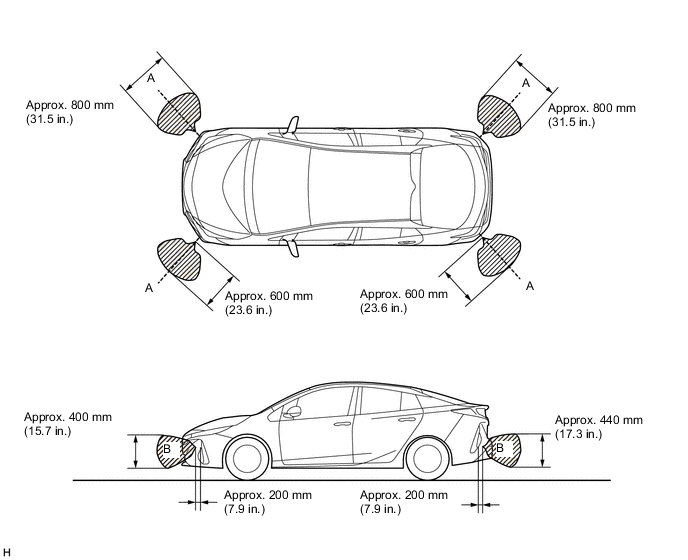 A
A
Approx. 800 mm
(31.5 in.)
Approx. 800 mm
(31.5 in.)
A
A
Approx. 600 mm
(23.6 in.)
Approx. 600 mm
(23.6 in.)
Approx. 400 mm
(15.7 in.)
Approx. 440 mm
(17.3 in.)
B
B
Approx. 200 mm
(7.9 in.)
Approx. 200 mm
(7.9 in.)
H